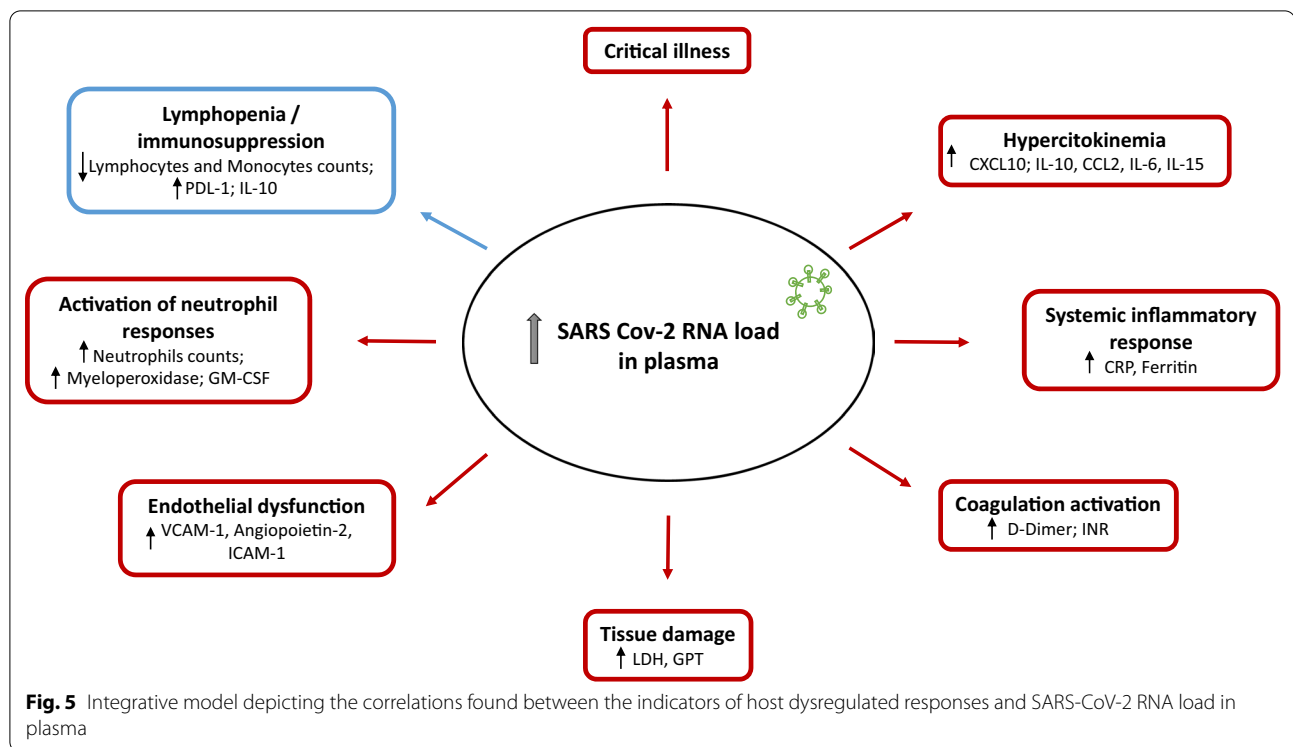 Critical illness
Lymphopenia /
immunosuppression
↓Lymphocytes and Monocytes counts;
↑PDL-1; IL-10
Hypercitokinemia
↑ CXCL10; IL-10, CCL2, IL-6, IL-15
Activation of neutrophil
responses
↑ Neutrophils counts;
↑ Myeloperoxidase; GM-CSF
↑ SARS Cov-2 RNA load
in plasma
Systemic inflammatory
response
↑ CRP, Ferritin
Endothelial dysfunction
↑ VCAM-1, Angiopoietin-2,
ICAM-1
Coagulation activation
↑ D-Dimer; INR
Tissue damage
↑ LDH, GPT
Fig. 5 Integrative model depicting the correlations found between the indicators of host dysregulated responses and SARS-CoV-2 RNA load in
plasma